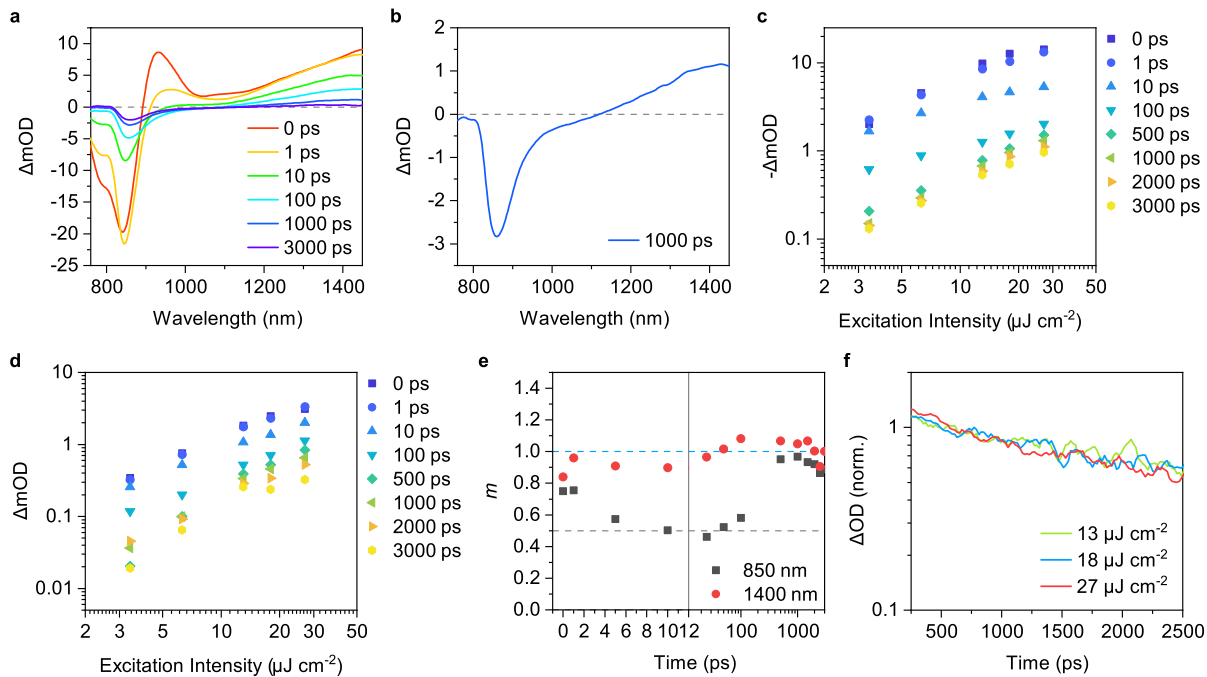 a
ΔmOD
10
5
0
-5
-10
-15
-20
-25
800 1000 1200 1400
Wavelength (nm)
0 ps
1 ps
10 ps
100 ps
1000 ps
3000 ps
b
ΔmOD
2
1
0
-1
-2
-3
800 1000 1200 1400
Wavelength (nm)
1000 ps
c
-ΔmOD
10
1
0.1
2 3 5 10 20 30 50
Excitation Intensity (µJ cm-2)
0 ps
1 ps
10 ps
100 ps
500 ps
1000 ps
2000 ps
3000 ps
d
ΔmOD
10
1
0.1
0.01
2 3 5 10 20 30 50
Excitation Intensity (µJ cm-2)
0 ps
1 ps
10 ps
100 ps
500 ps
1000 ps
2000 ps
3000 ps
e
m
1.4
1.2
1.0
0.8
0.6
0.4
0.2
0.0
0 2 4 6 8 10 12 100 1000
Time (ps)
850 nm
1400 nm
f
ΔOD (norm.)
1
0.1
500 1000 1500 2000 2500
Time (ps)
13 µJ cm-2
18 µJ cm-2
27 µJ cm-2